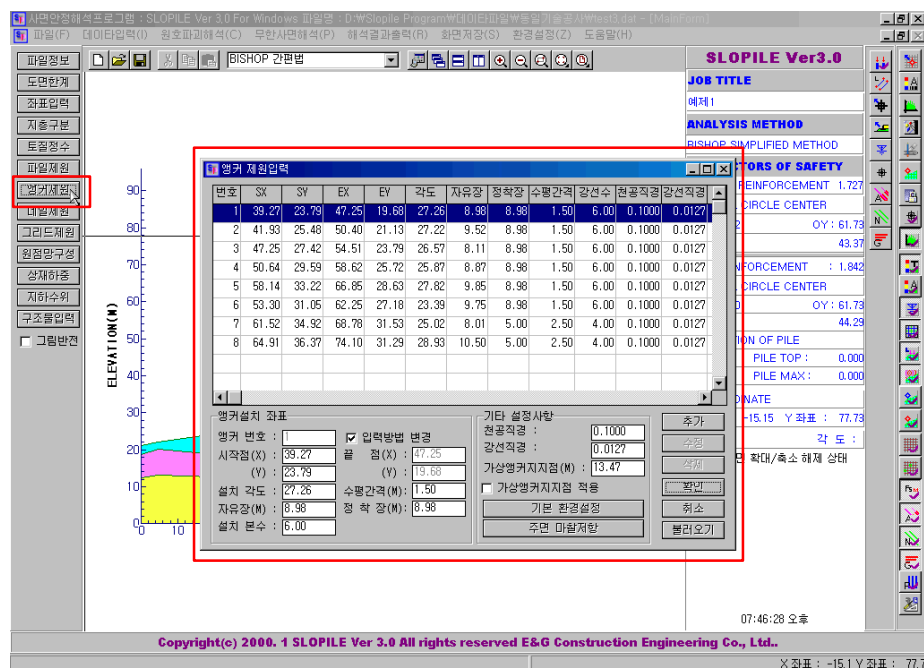 사면안정해석프로그램 : SLOPILE Ver 3.0 For Windows 파일명 : D:\Slopile Program\데이타파일\동일기술공사\test3.dat - [MainForm]
파일(F) 데이타입력(I) 원호파괴해석(C) 무한사면해석(P) 해석결과출력(R) 화면저장(S) 환경설정(Z) 도움말(H)
파일정보
BISHOP 간편법
SLOPILE Ver3.0
도면한계
JOB TITLE
좌표입력
예제1
지층구분
ANALYSIS METHOD
토질정수
BISHOP SIMPLIFIED METHOD
파일제원
앵커제원
네일제원
그리드제원
원점망구성
상재하중
지하수위
구조물입력
그림반전
ELEVATION(M)
90
80
70
60
50
40
30
20
10
0
0 10
앵커 제원입력
번호 SX SY EX EY 각도 자유장 정착장 수평간격 강선수 천공직경 강선직경
1 39.27 23.79 47.25 19.68 27.26 8.98 8.98 1.50 6.00 0.1000 0.0127
2 41.93 25.48 50.40 21.13 27.22 9.52 8.98 1.50 6.00 0.1000 0.0127
3 47.25 27.42 54.51 23.79 26.57 8.11 8.98 1.50 6.00 0.1000 0.0127
4 50.64 29.59 58.62 25.72 25.87 8.87 8.98 1.50 6.00 0.1000 0.0127
5 58.14 33.22 66.85 28.63 27.82 9.85 8.98 1.50 6.00 0.1000 0.0127
6 53.30 31.05 62.25 27.18 23.39 9.75 8.98 1.50 6.00 0.1000 0.0127
7 61.52 34.92 68.78 31.53 25.02 8.01 5.00 2.50 4.00 0.1000 0.0127
8 64.91 36.37 74.10 31.29 28.93 10.50 5.00 2.50 4.00 0.1000 0.0127
앵커설치 좌표
앵커 번호 : 1
입력방법 변경
시작점(X) : 39.27 끝 점(X) : 47.25
(Y) : 23.79 (Y) : 19.68
설치 각도 : 27.26 수평간격(M): 1.50
자유장(M) : 8.98 정 착 장(M): 8.98
설치 본수 : 6.00
기타 설정사항
천공직경 : 0.1000
강선직경 : 0.0127
가상앵커지지점(M) : 13.47
가상앵커지지점 적용
기본 환경설정
주면 마찰저항
추가
수정
삭제
확인
취소
불러오기
TORS OF SAFETY
EINFORCEMENT 1.727
CIRCLE CENTER
OY : 61.73
43.37
NFORCEMENT : 1.842
CIRCLE CENTER
OY : 61.73
44.29
ON OF PILE
PILE TOP : 0.000
PILE MAX : 0.000
DINATE
-15.15 Y 좌표 : 77.73
각 도 :
확대/축소 해제 상태
07:46:28 오후
Copyright(c) 2000. 1 SLOPILE Ver 3.0 All rights reserved E&G Construction Engineering Co., Ltd..
X 좌표 : -15.1 Y 좌표 : 77.7